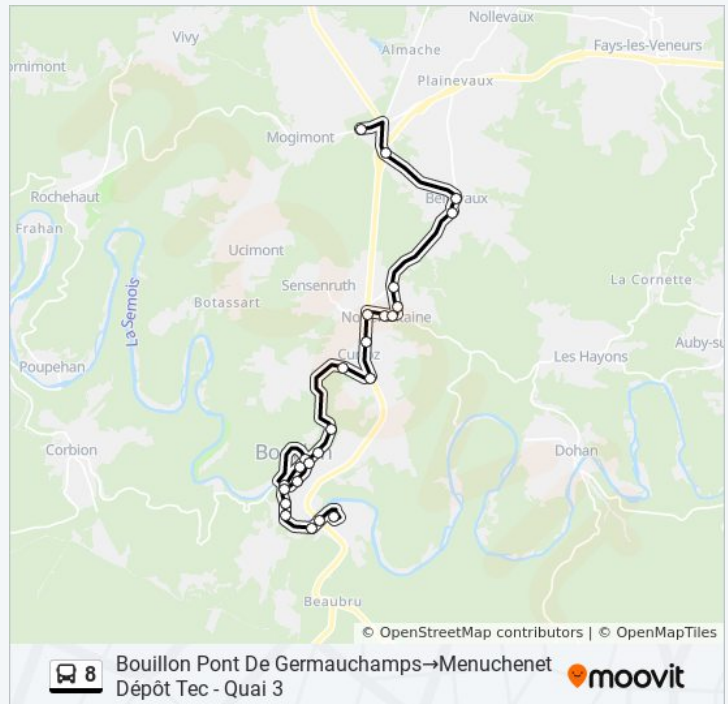 Nollevaux
Vivy
Almache
Fays-les-Veneurs
ornimont
Plainevaux
Mogimont
Rochehaut
Frahan
Ucimont
La Cornette
Sensenruth
La Semois
Botassart
Auby-su
Les Hayons
Poupehan
Corbion
Dohan
Beaubru
© OpenStreetMap contributors | © OpenMapTiles
8
Bouillon Pont De Germauchamps→Menuchenet
Dépôt Tec - Quai 3
moovit